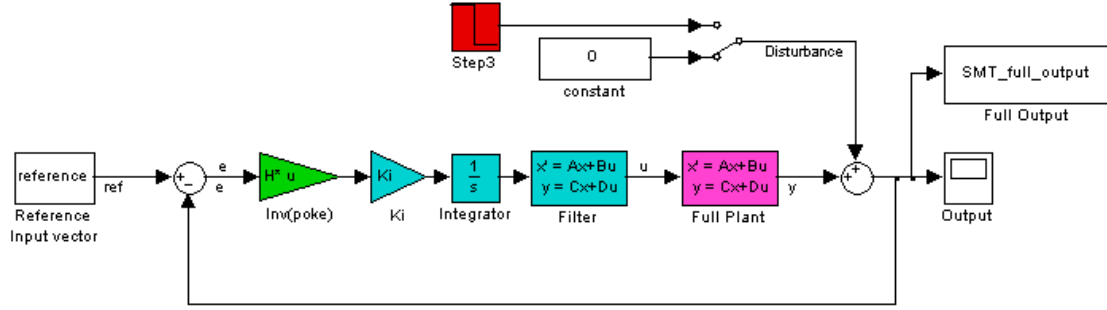 Step3
0
constant
Disturbance
SMT_full_output
Full Output
reference
ref
Reference
Input vector
+
−
e
e
H* u
Inv(poke)
Ki
Ki
1
s
Integrator
x' = Ax+Bu
y = Cx+Du
Filter
u
x' = Ax+Bu
y = Cx+Du
Full Plant
y
+
+
Output